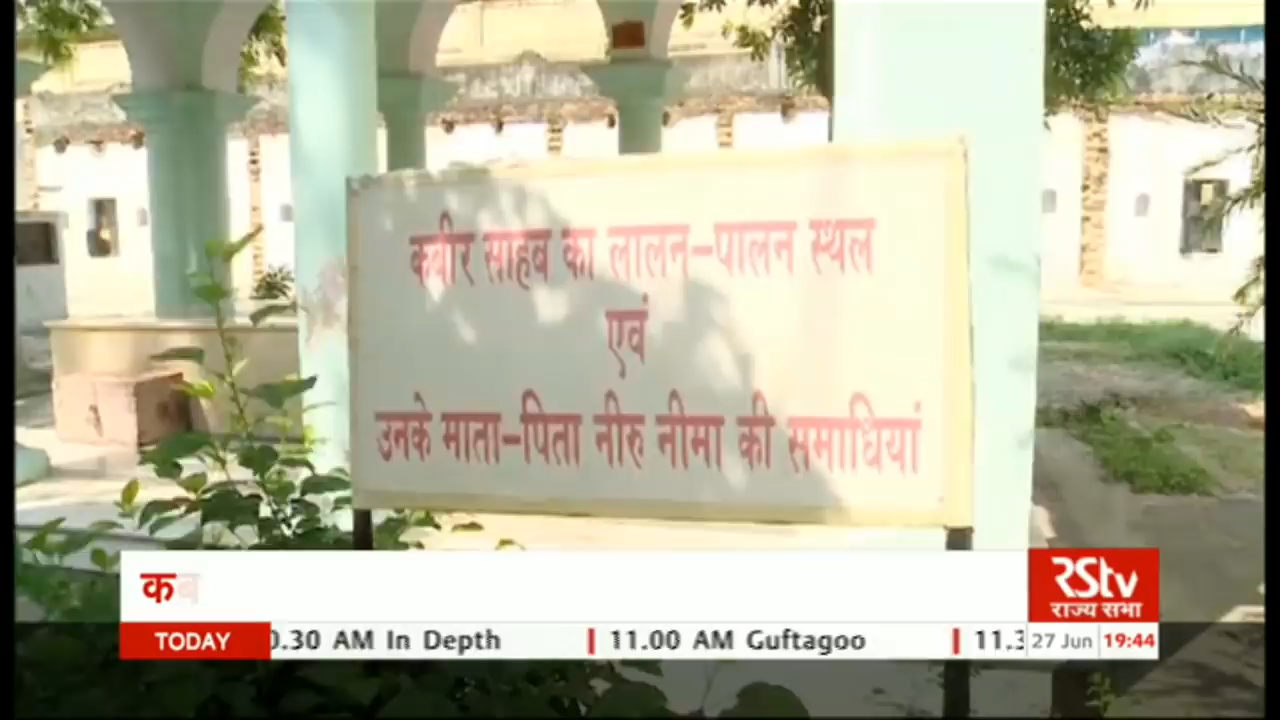 कबीर साहब का लालन-पालन स्थल
एवं
उनके माता-पिता नीरु नीमा की समाधियां
कब
RStv
राज्य सभा
TODAY 0.30 AM In Depth | 11.00 AM Guftagoo | 11.3 27 Jun 19:44